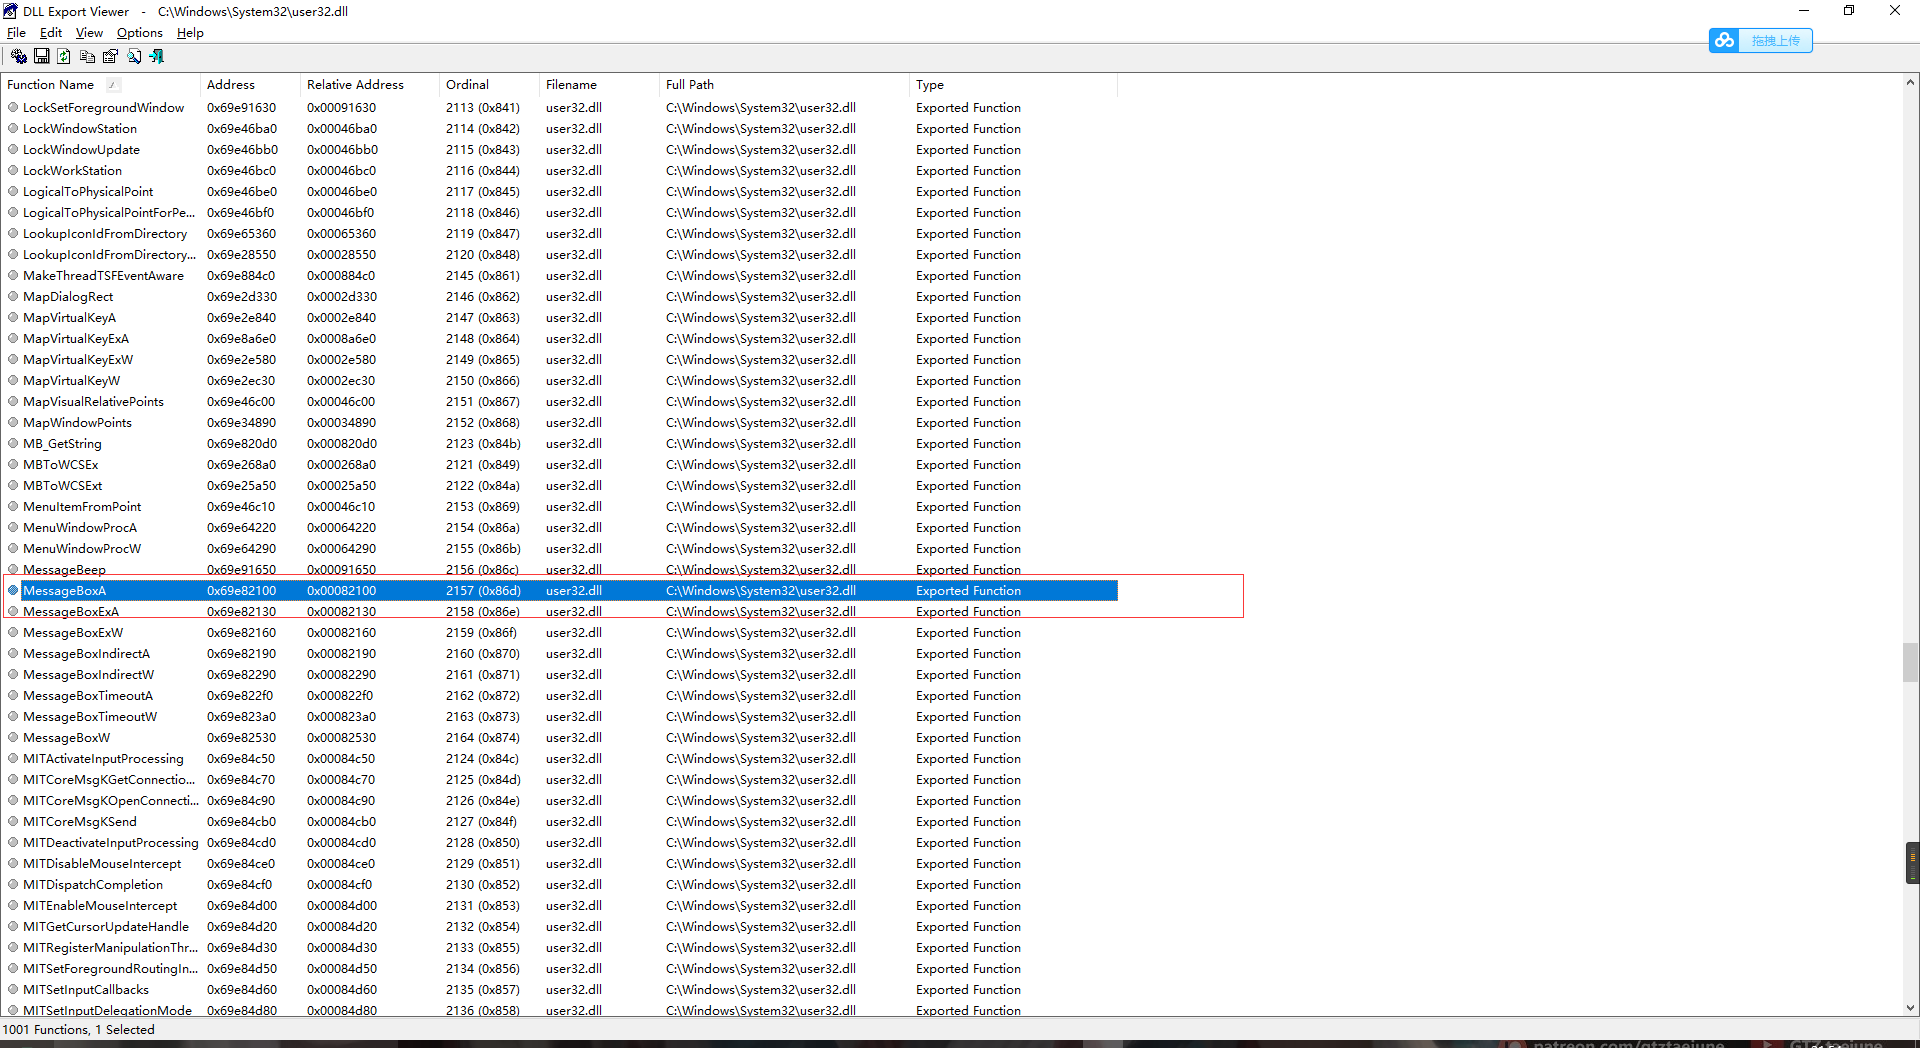 DLL Export Viewer - C:\Windows\System32\user32.dll
File Edit View Options Help
拖拽上传
Function Name Address Relative Address Ordinal Filename Full Path Type
LockSetForegroundWindow 0x69e91630 0x00091630 2113 (0x841) user32.dll C:\Windows\System32\user32.dll Exported Function
LockWindowStation 0x69e46ba0 0x00046ba0 2114 (0x842) user32.dll C:\Windows\System32\user32.dll Exported Function
LockWindowUpdate 0x69e46bb0 0x00046bb0 2115 (0x843) user32.dll C:\Windows\System32\user32.dll Exported Function
LockWorkStation 0x69e46bc0 0x00046bc0 2116 (0x844) user32.dll C:\Windows\System32\user32.dll Exported Function
LogicalToPhysicalPoint 0x69e46be0 0x00046be0 2117 (0x845) user32.dll C:\Windows\System32\user32.dll Exported Function
LogicalToPhysicalPointForPe... 0x69e46bf0 0x00046bf0 2118 (0x846) user32.dll C:\Windows\System32\user32.dll Exported Function
LookupIconIdFromDirectory 0x69e65360 0x00065360 2119 (0x847) user32.dll C:\Windows\System32\user32.dll Exported Function
LookupIconIdFromDirectory... 0x69e28550 0x00028550 2120 (0x848) user32.dll C:\Windows\System32\user32.dll Exported Function
MakeThreadTSFEventAware 0x69e884c0 0x000884c0 2145 (0x861) user32.dll C:\Windows\System32\user32.dll Exported Function
MapDialogRect 0x69e2d330 0x0002d330 2146 (0x862) user32.dll C:\Windows\System32\user32.dll Exported Function
MapVirtualKeyA 0x69e2e840 0x0002e840 2147 (0x863) user32.dll C:\Windows\System32\user32.dll Exported Function
MapVirtualKeyExA 0x69e8a6e0 0x0008a6e0 2148 (0x864) user32.dll C:\Windows\System32\user32.dll Exported Function
MapVirtualKeyExW 0x69e2e580 0x0002e580 2149 (0x865) user32.dll C:\Windows\System32\user32.dll Exported Function
MapVirtualKeyW 0x69e2ec30 0x0002ec30 2150 (0x866) user32.dll C:\Windows\System32\user32.dll Exported Function
MapVisualRelativePoints 0x69e46c00 0x00046c00 2151 (0x867) user32.dll C:\Windows\System32\user32.dll Exported Function
MapWindowPoints 0x69e34890 0x00034890 2152 (0x868) user32.dll C:\Windows\System32\user32.dll Exported Function
MB_GetString 0x69e820d0 0x000820d0 2123 (0x84b) user32.dll C:\Windows\System32\user32.dll Exported Function
MBToWCSEx 0x69e268a0 0x000268a0 2121 (0x849) user32.dll C:\Windows\System32\user32.dll Exported Function
MBToWCSExt 0x69e25a50 0x00025a50 2122 (0x84a) user32.dll C:\Windows\System32\user32.dll Exported Function
MenuItemFromPoint 0x69e46c10 0x00046c10 2153 (0x869) user32.dll C:\Windows\System32\user32.dll Exported Function
MenuWindowProcA 0x69e64220 0x00064220 2154 (0x86a) user32.dll C:\Windows\System32\user32.dll Exported Function
MenuWindowProcW 0x69e64290 0x00064290 2155 (0x86b) user32.dll C:\Windows\System32\user32.dll Exported Function
MessageBeep 0x69e91650 0x00091650 2156 (0x86c) user32.dll C:\Windows\System32\user32.dll Exported Function
MessageBoxA 0x69e82100 0x00082100 2157 (0x86d) user32.dll C:\Windows\System32\user32.dll Exported Function
MessageBoxExA 0x69e82130 0x00082130 2158 (0x86e) user32.dll C:\Windows\System32\user32.dll Exported Function
MessageBoxExW 0x69e82160 0x00082160 2159 (0x86f) user32.dll C:\Windows\System32\user32.dll Exported Function
MessageBoxIndirectA 0x69e82190 0x00082190 2160 (0x870) user32.dll C:\Windows\System32\user32.dll Exported Function
MessageBoxIndirectW 0x69e82290 0x00082290 2161 (0x871) user32.dll C:\Windows\System32\user32.dll Exported Function
MessageBoxTimeoutA 0x69e822f0 0x000822f0 2162 (0x872) user32.dll C:\Windows\System32\user32.dll Exported Function
MessageBoxTimeoutW 0x69e823a0 0x000823a0 2163 (0x873) user32.dll C:\Windows\System32\user32.dll Exported Function
MessageBoxW 0x69e82530 0x00082530 2164 (0x874) user32.dll C:\Windows\System32\user32.dll Exported Function
MITActivateInputProcessing 0x69e84c50 0x00084c50 2124 (0x84c) user32.dll C:\Windows\System32\user32.dll Exported Function
MITCoreMsgKGetConnectio... 0x69e84c70 0x00084c70 2125 (0x84d) user32.dll C:\Windows\System32\user32.dll Exported Function
MITCoreMsgKOpenConnecti... 0x69e84c90 0x00084c90 2126 (0x84e) user32.dll C:\Windows\System32\user32.dll Exported Function
MITCoreMsgKSend 0x69e84cb0 0x00084cb0 2127 (0x84f) user32.dll C:\Windows\System32\user32.dll Exported Function
MITDeactivateInputProcessing 0x69e84cd0 0x00084cd0 2128 (0x850) user32.dll C:\Windows\System32\user32.dll Exported Function
MITDisableMouseIntercept 0x69e84ce0 0x00084ce0 2129 (0x851) user32.dll C:\Windows\System32\user32.dll Exported Function
MITDispatchCompletion 0x69e84cf0 0x00084cf0 2130 (0x852) user32.dll C:\Windows\System32\user32.dll Exported Function
MITEnableMouseIntercept 0x69e84d00 0x00084d00 2131 (0x853) user32.dll C:\Windows\System32\user32.dll Exported Function
MITGetCursorUpdateHandle 0x69e84d20 0x00084d20 2132 (0x854) user32.dll C:\Windows\System32\user32.dll Exported Function
MITRegisterManipulationThr... 0x69e84d30 0x00084d30 2133 (0x855) user32.dll C:\Windows\System32\user32.dll Exported Function
MITSetForegroundRoutingIn... 0x69e84d50 0x00084d50 2134 (0x856) user32.dll C:\Windows\System32\user32.dll Exported Function
MITSetInputCallbacks 0x69e84d60 0x00084d60 2135 (0x857) user32.dll C:\Windows\System32\user32.dll Exported Function
MITSetInputDelegationMode 0x69e84d80 0x00084d80 2136 (0x858) user32.dll C:\Windows\System32\user32.dll Exported Function
1001 Functions, 1 Selected